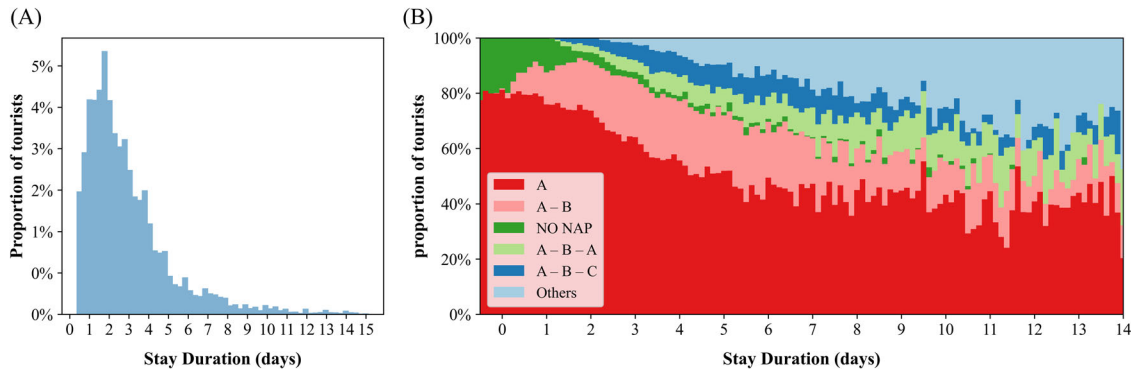 (A)
Proportion of tourists
5%
4%
3%
2%
1%
0%
0%
0 1 2 3 4 5 6 7 8 9 10 11 12 13 14 15
Stay Duration (days)
(B)
proportion of tourists
100%
80%
60%
40%
20%
0%
A
A – B
NO NAP
A – B – A
A – B – C
Others
0 1 2 3 4 5 6 7 8 9 10 11 12 13 14
Stay Duration (days)